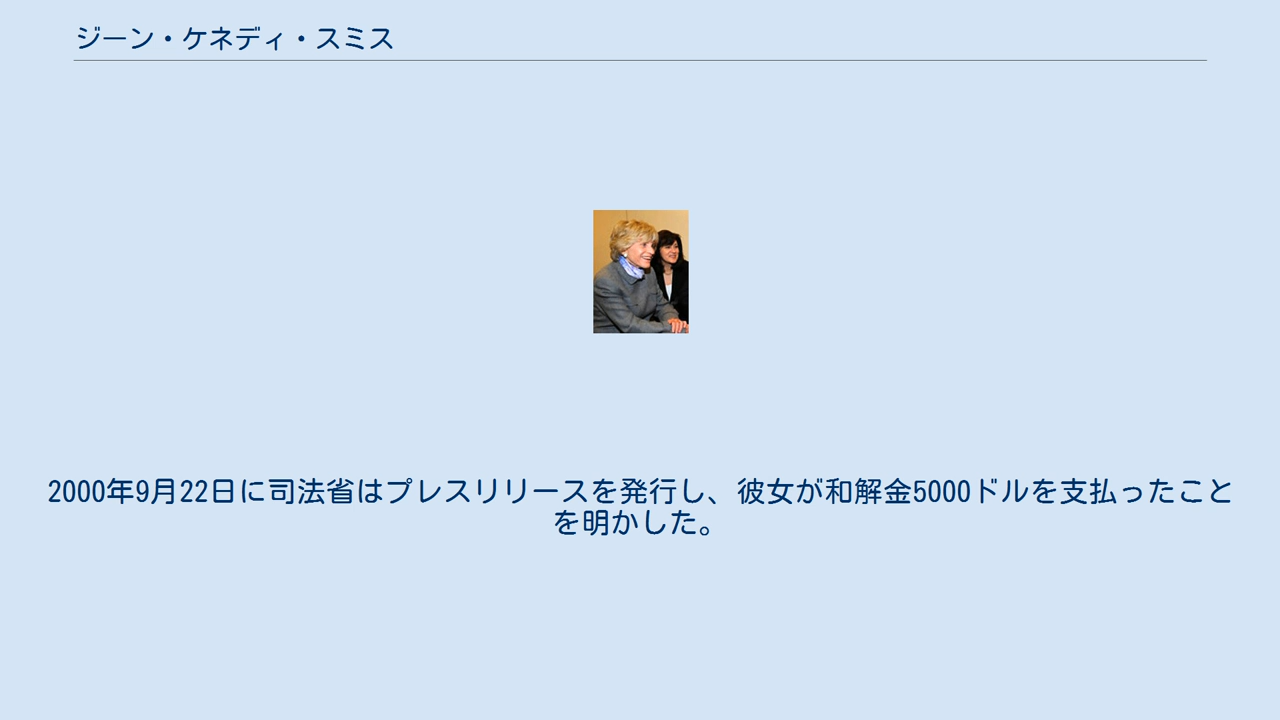 ジーン・ケネディ・スミス
2000年9月22日に司法省はプレスリリースを発行し、彼女が和解金5000ドルを支払ったこと
を明かした。